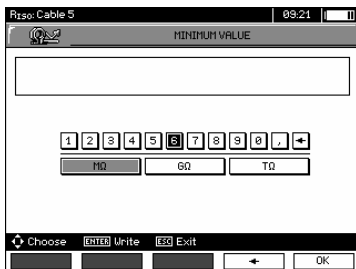 RISO: Cable 5 09:21
MINIMUM VALUE
1 2 3 4 5 6 7 8 9 0 , ←
MΩ GΩ TΩ
Choose ENTER Write ESC Exit
← OK